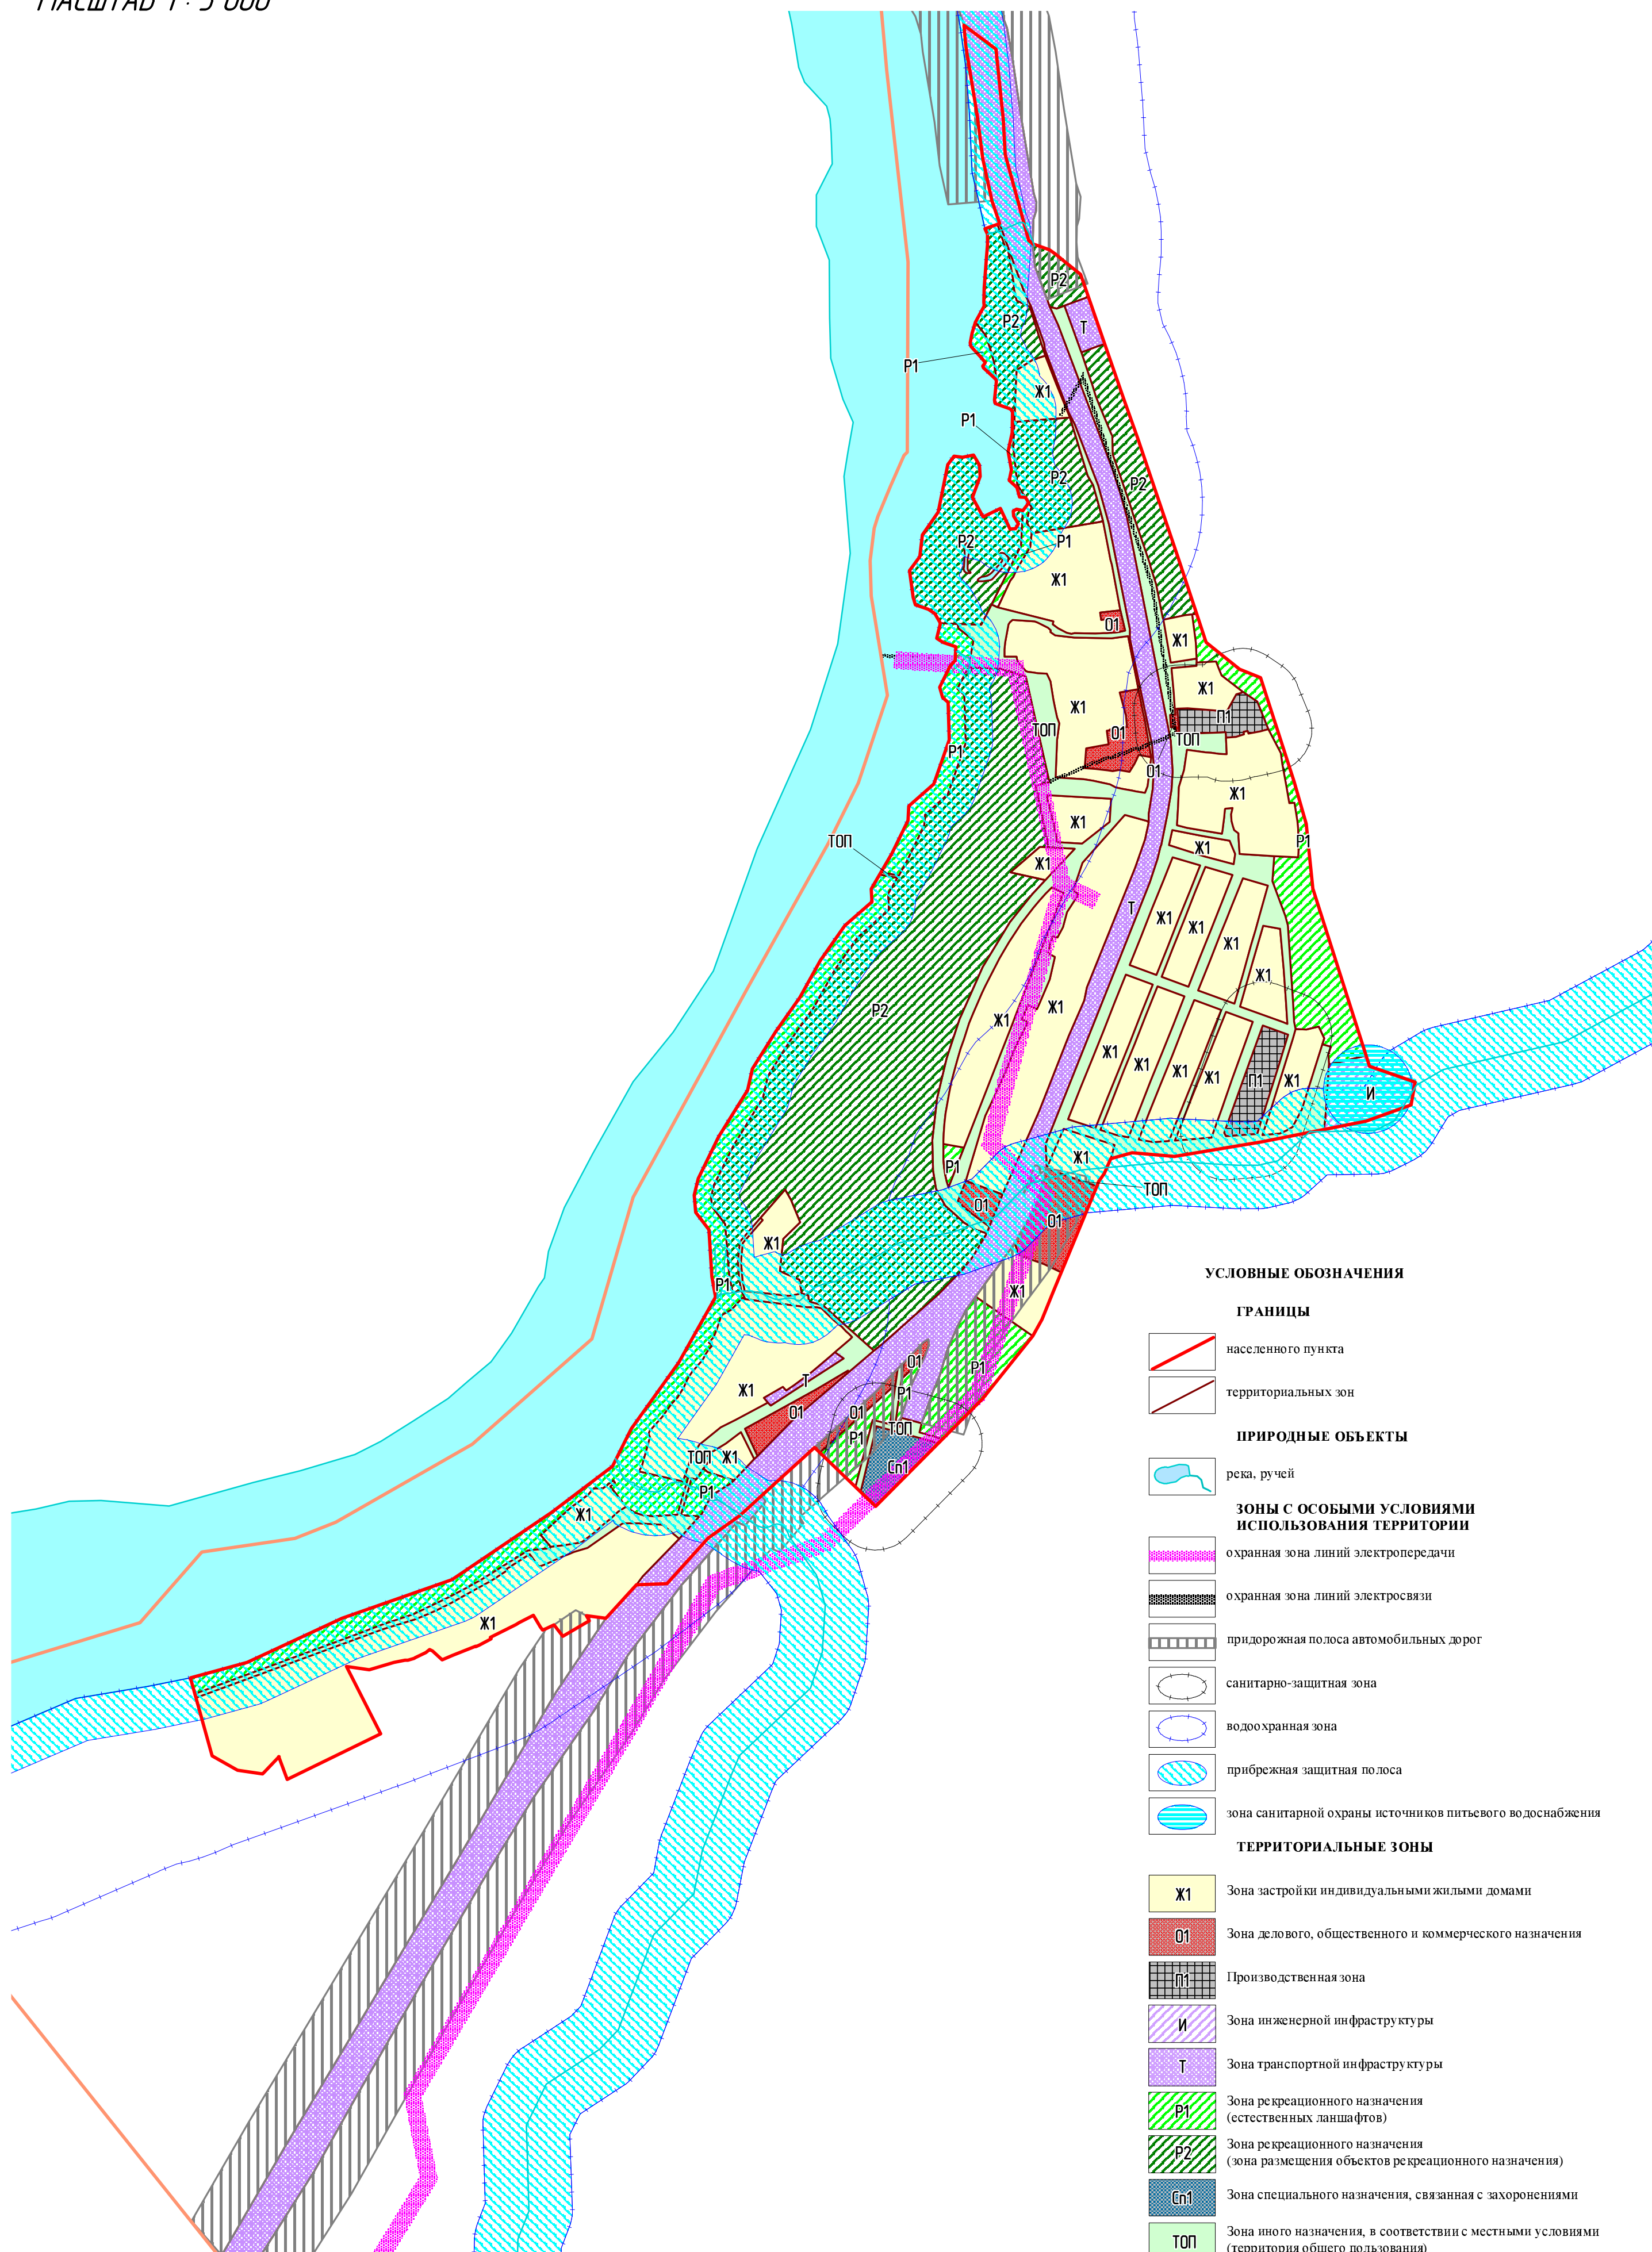 МАСШТАБ 1 : 5 000
Р2
Т
Р2
Р1
Ж1
Р1
Р2
Р2
Р2
Р1
Ж1
О1
Ж1
Ж1
П1
Ж1
ТОП
О1
ТОП
Р1
О1
Ж1
Ж1
ТОП
Р1
Ж1
Ж1
Т
Ж1
Ж1
Ж1
Ж1
Р2
Ж1
Ж1
Ж1
Ж1
Ж1
Ж1
П1
Ж1
И
Ж1
Р1
ТОП
О1
О1
Ж1
Р1
Ж1
О1
Р1
Т
Ж1
Р1
О1
О1
ТОП
Р1
ТОП
Ж1
Сп1
Р1
Ж1
Ж1
УСЛОВНЫЕ ОБОЗНАЧЕНИЯ
ГРАНИЦЫ
населенного пункта
территориальных зон
ПРИРОДНЫЕ ОБЪЕКТЫ
река, ручей
ЗОНЫ С ОСОБЫМИ УСЛОВИЯМИ
ИСПОЛЬЗОВАНИЯ ТЕРРИТОРИИ
охранная зона линий электропередачи
охранная зона линий электросвязи
придорожная полоса автомобильных дорог
санитарно-защитная зона
водоохранная зона
прибрежная защитная полоса
зона санитарной охраны источников питьевого водоснабжения
ТЕРРИТОРИАЛЬНЫЕ ЗОНЫ
Ж1 Зона застройки индивидуальными жилыми домами
О1 Зона делового, общественного и коммерческого назначения
П1 Производственная зона
И Зона инженерной инфраструктуры
Т Зона транспортной инфраструктуры
Р1 Зона рекреационного назначения
(естественных ланшафтов)
Р2 Зона рекреационного назначения
(зона размещения объектов рекреационного назначения)
Сп1 Зона специального назначения, связанная с захоронениями
ТОП Зона иного назначения, в соответствии с местными условиями
(территория общего пользования)